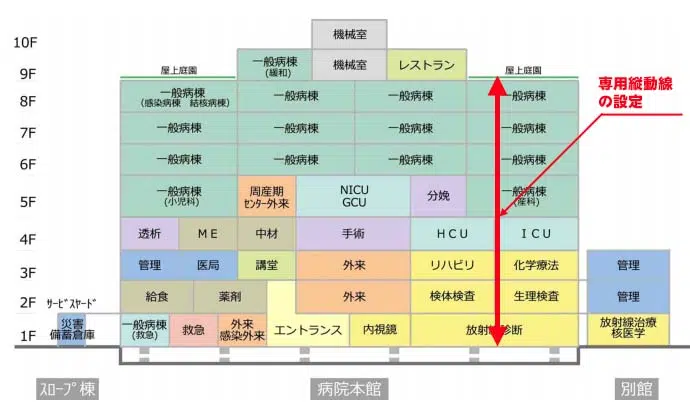 10F
機械室
9F
屋上庭園
一般病棟
(緩和)
機械室
レストラン
屋上庭園
専用縦動線
の設定
8F
一般病棟
(感染病棟 結核病棟)
一般病棟
一般病棟
一般病棟
7F
一般病棟
一般病棟
一般病棟
一般病棟
6F
一般病棟
一般病棟
一般病棟
一般病棟
5F
一般病棟
(小児科)
周産期
センター外来
NICU
GCU
分娩
一般病棟
(産科)
4F
透析
ME
中材
手術
HCU
ICU
3F
管理
医局
講堂
外来
リハビリ
化学療法
管理
2F
サービスヤード
給食
薬剤
外来
検体検査
生理検査
管理
1F
災害
備蓄倉庫
一般病棟
(救急)
救急
外来
感染外来
エントランス
内視鏡
放射線診断
放射線治療
核医学
スロープ棟
病院本館
別館